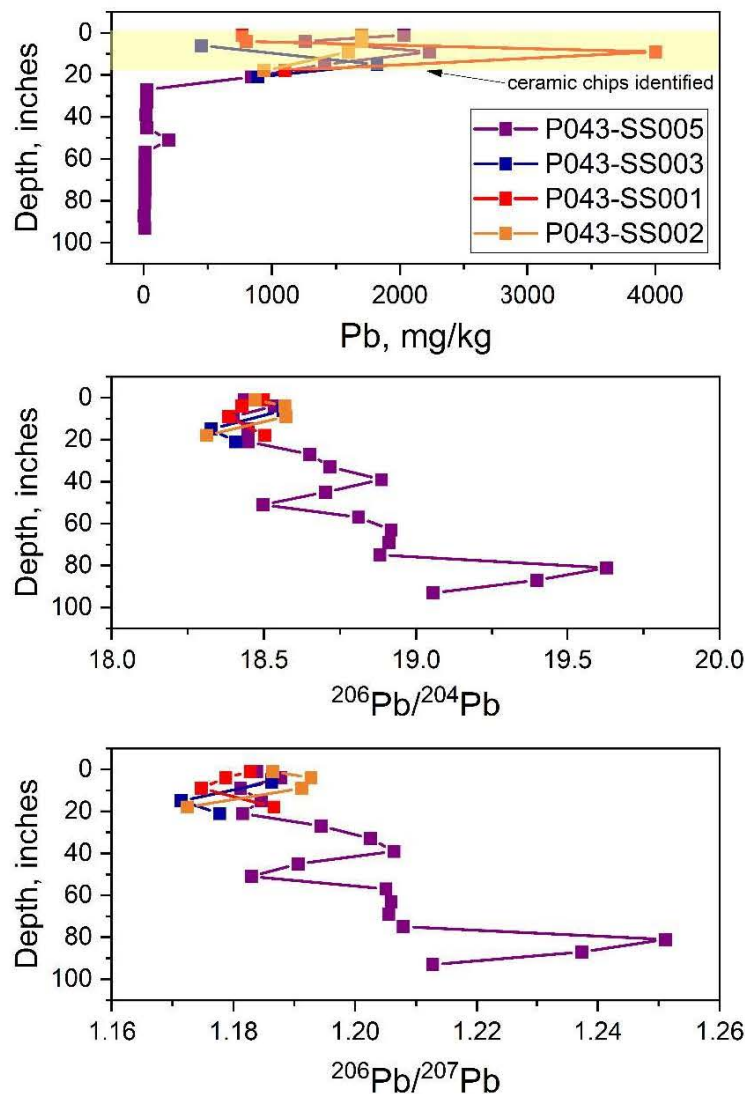 0
20
40
60
80
100
Depth, inches
ceramic chips identified
P043-SS005
P043-SS003
P043-SS001
P043-SS002
0 1000 2000 3000 4000
Pb, mg/kg
0
20
40
60
80
100
Depth, inches
18.0 18.5 19.0 19.5 20.0
²⁰⁶Pb/²⁰⁴Pb
0
20
40
60
80
100
Depth, inches
1.16 1.18 1.20 1.22 1.24 1.26
²⁰⁶Pb/²⁰⁷Pb